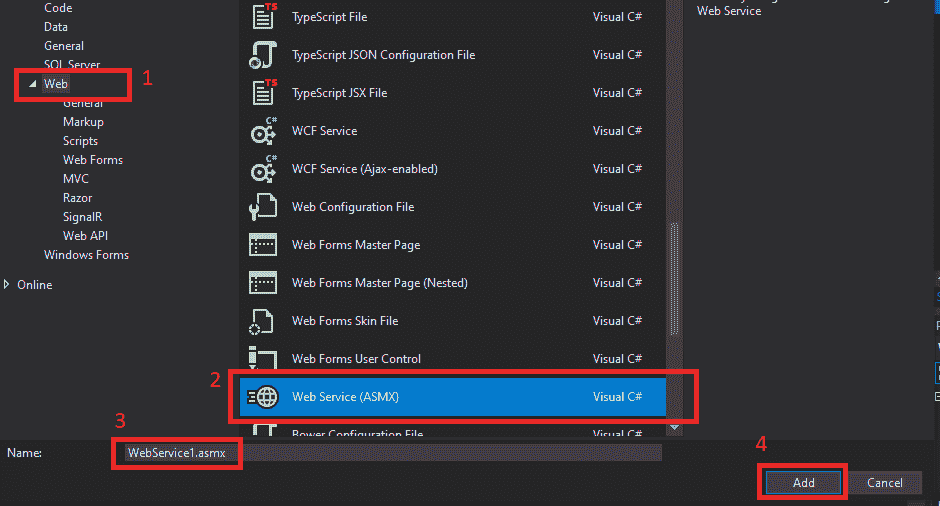 Code
Data
General
SQL Server
Web
1
General
Markup
Scripts
Web Forms
MVC
Razor
SignalR
Web API
Windows Forms
Online
TS
TypeScript File Visual C#
TypeScript JSON Configuration File Visual C#
TS
TypeScript JSX File Visual C#
C#
WCF Service Visual C#
C#
WCF Service (Ajax-enabled) Visual C#
Web Configuration File Visual C#
Web Forms Master Page Visual C#
Web Forms Master Page (Nested) Visual C#
Web Forms Skin File Visual C#
Web Forms User Control Visual C#
2
Web Service (ASMX) Visual C#
Bower Configuration File Visual C#
Web Service
3
Name: WebService1.asmx
4
Add Cancel